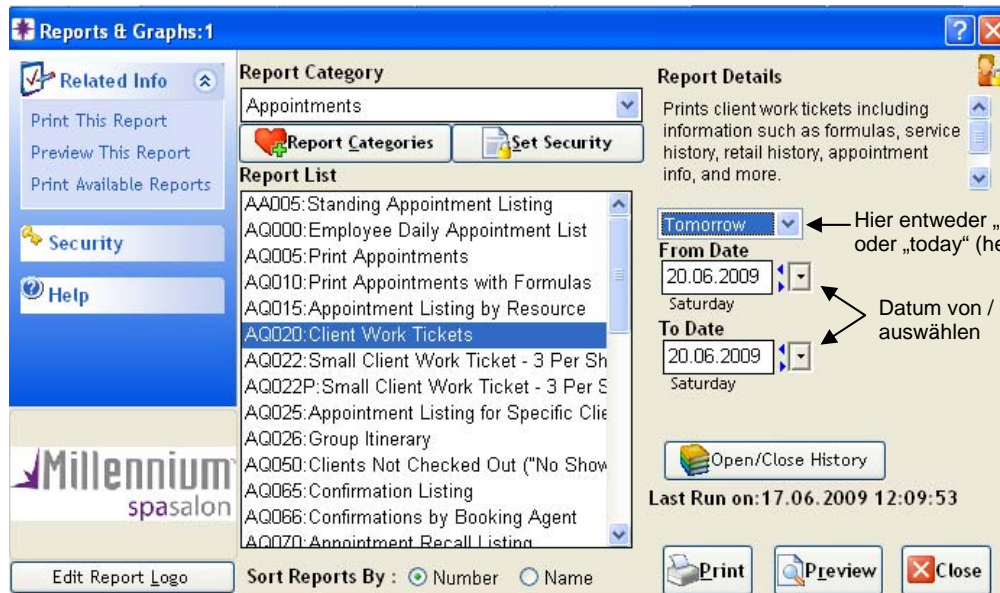 Reports & Graphs:1
Related Info
Print This Report
Preview This Report
Print Available Reports
Security
Help
Millennium
spasalon
Edit Report Logo
Report Category
Appointments
Report Categories
Set Security
Report List
AA005:Standing Appointment Listing
AQ000:Employee Daily Appointment List
AQ005:Print Appointments
AQ010:Print Appointments with Formulas
AQ015:Appointment Listing by Resource
AQ020:Client Work Tickets
AQ022:Small Client Work Ticket - 3 Per Sh
AQ022P:Small Client Work Ticket - 3 Per S
AQ025:Appointment Listing for Specific Clie
AQ026:Group Itinerary
AQ050:Clients Not Checked Out ("No Show
AQ065:Confirmation Listing
AQ066:Confirmations by Booking Agent
AQ070:Appointment Recall Listing
Sort Reports By : Number Name
Report Details
Prints client work tickets including
information such as formulas, service
history, retail history, appointment
info, and more.
Tomorrow
Hier entweder „
oder „today“ (he
From Date
20.06.2009
Saturday
Datum von /
auswählen
To Date
20.06.2009
Saturday
Open/Close History
Last Run on:17.06.2009 12:09:53
Print
Preview
Close